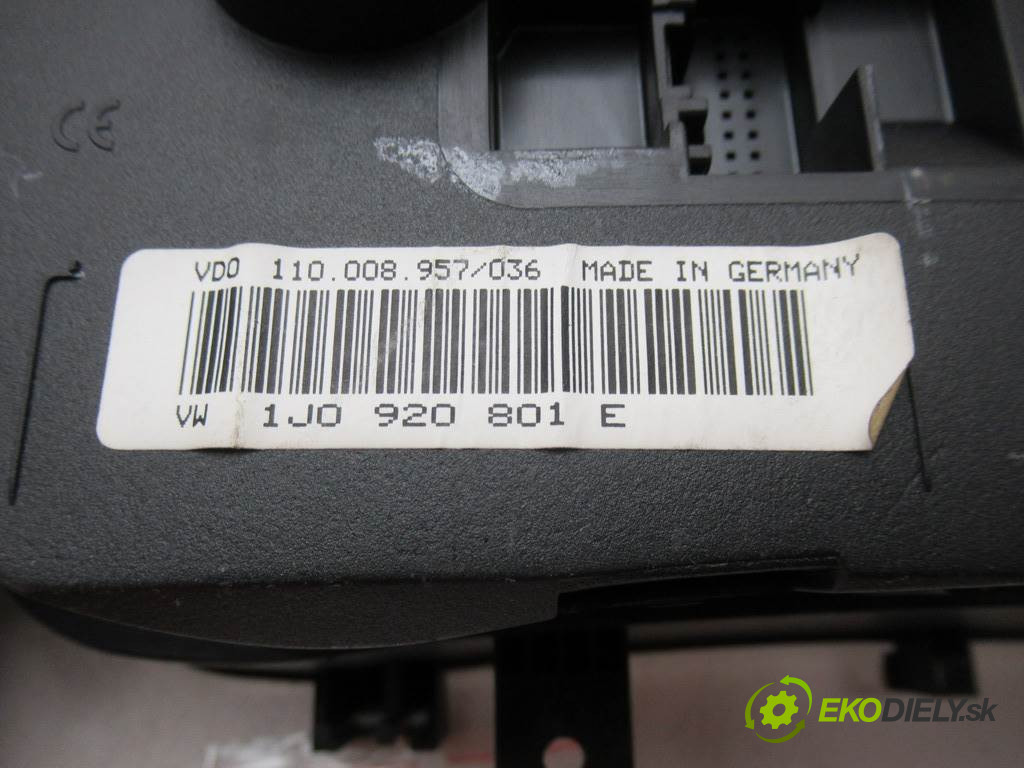 CE
VDO 110.008.957/036 MADE IN GERMANY
VW 1J0 920 801 E
EKODIELY.sk